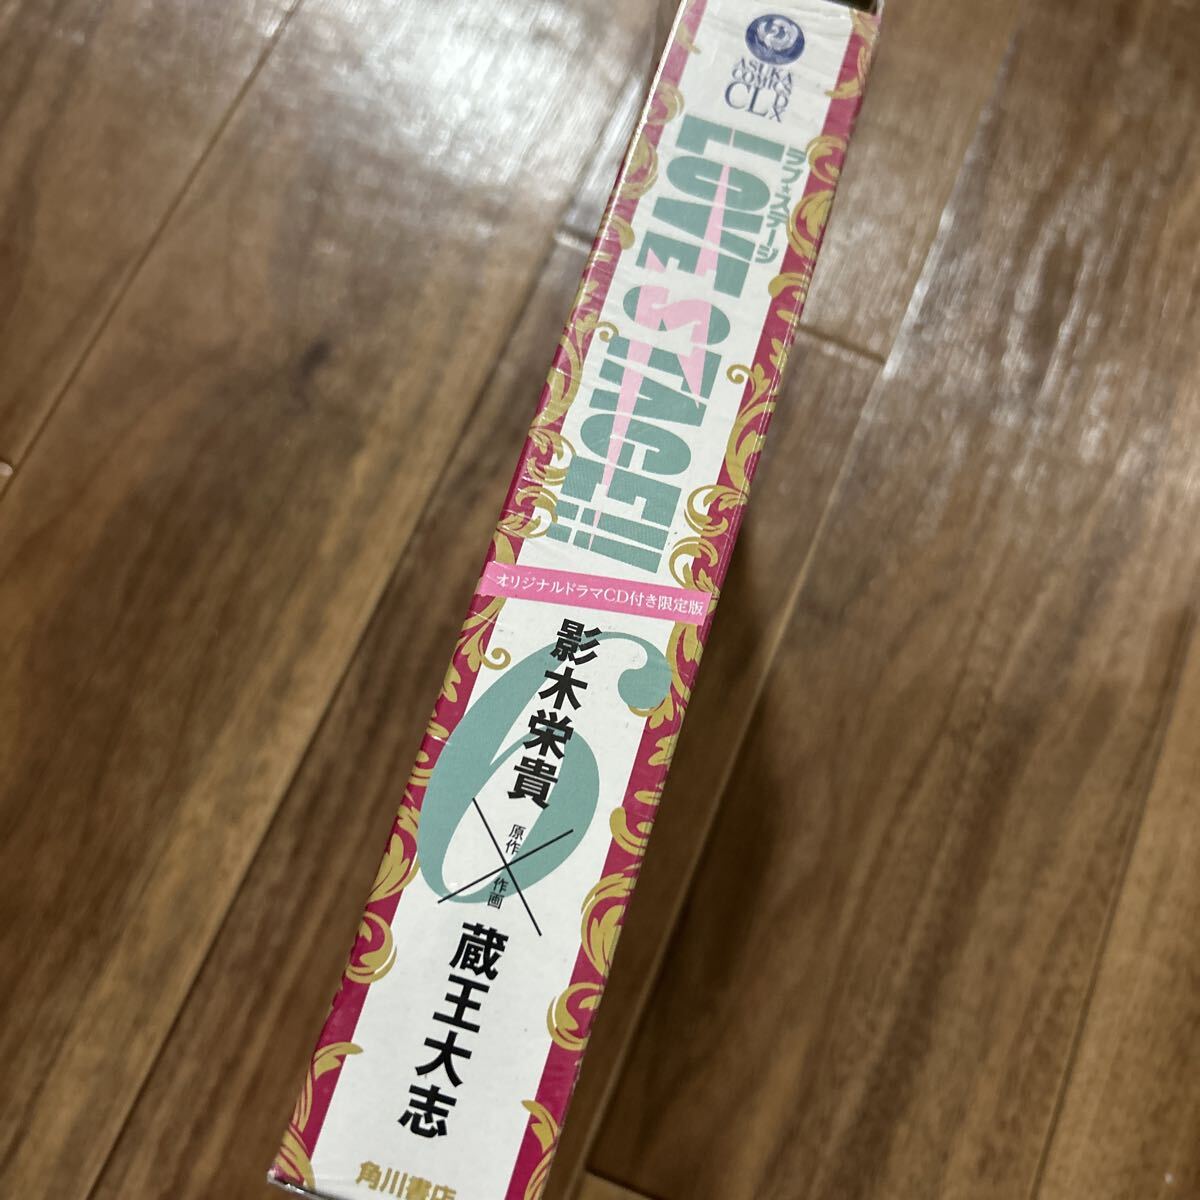 ASUKA
COMICS
CL DX
ラブ・ステージ
LOVE STAGE!!
オリジナルドラマCD付き限定版
6
影木栄貴
原作
×
作画
蔵王大志
角川書店